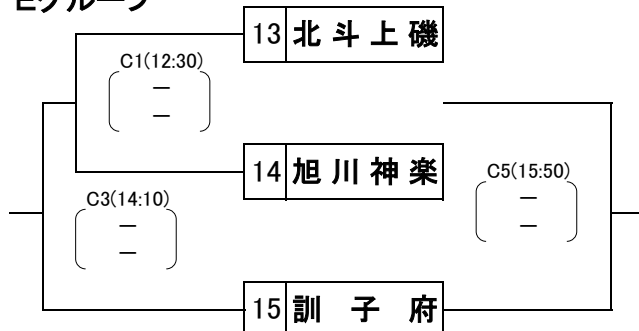 Eグループ
13 北斗上磯
C1(12:30)
－
－
14 旭川神楽
C5(15:50)
－
－
C3(14:10)
－
－
15 訓子府